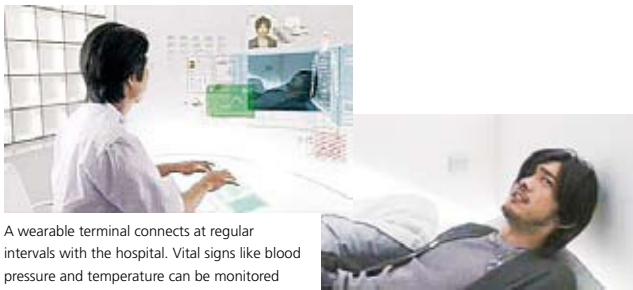 A wearable terminal connects at regular
intervals with the hospital. Vital signs like blood
pressure and temperature can be monitored